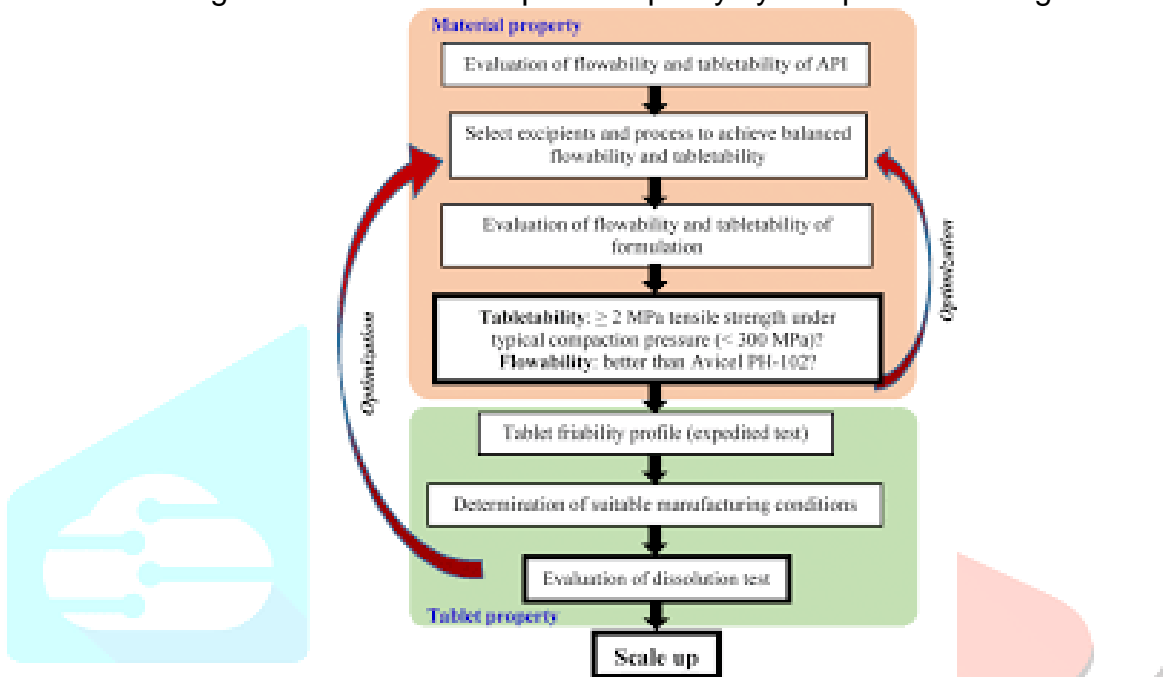 Material property
Evaluation of flowability and tabletability of API
Select excipients and process to achieve balanced
flowability and tabletability
Evaluation of flowability and tabletability of
formulation
Tabletability: ≥ 2 MPa tensile strength under
typical compaction pressure (< 300 MPa)?
Flowability: better than Avicel PH-102?
Optimization
Optimization
Tablet friability profile (expedited test)
Determination of suitable manufacturing conditions
Evaluation of dissolution test
Tablet property
Scale up